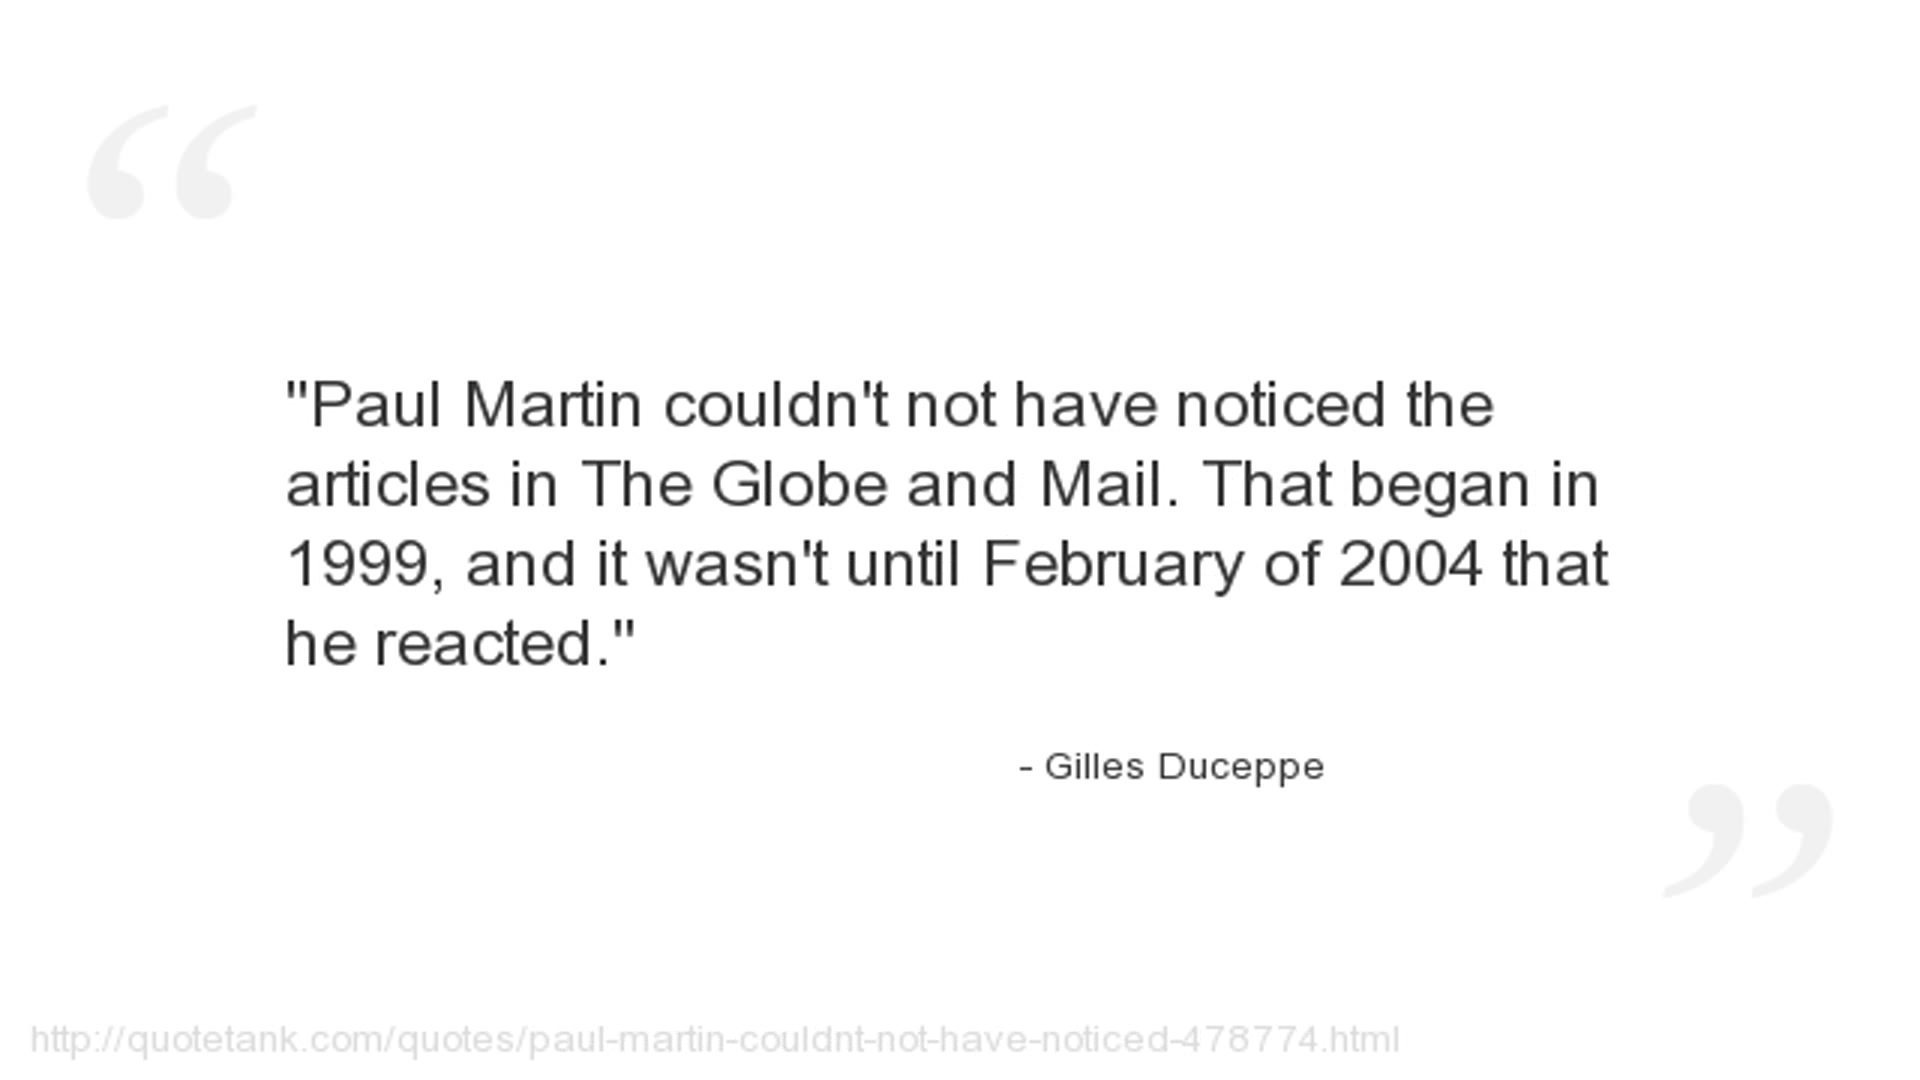 "Paul Martin couldn't not have noticed the
articles in The Globe and Mail. That began in
1999, and it wasn't until February of 2004 that
he reacted."
- Gilles Duceppe
http://quotetank.com/quotes/paul-martin-couldnt-not-have-noticed-478774.html